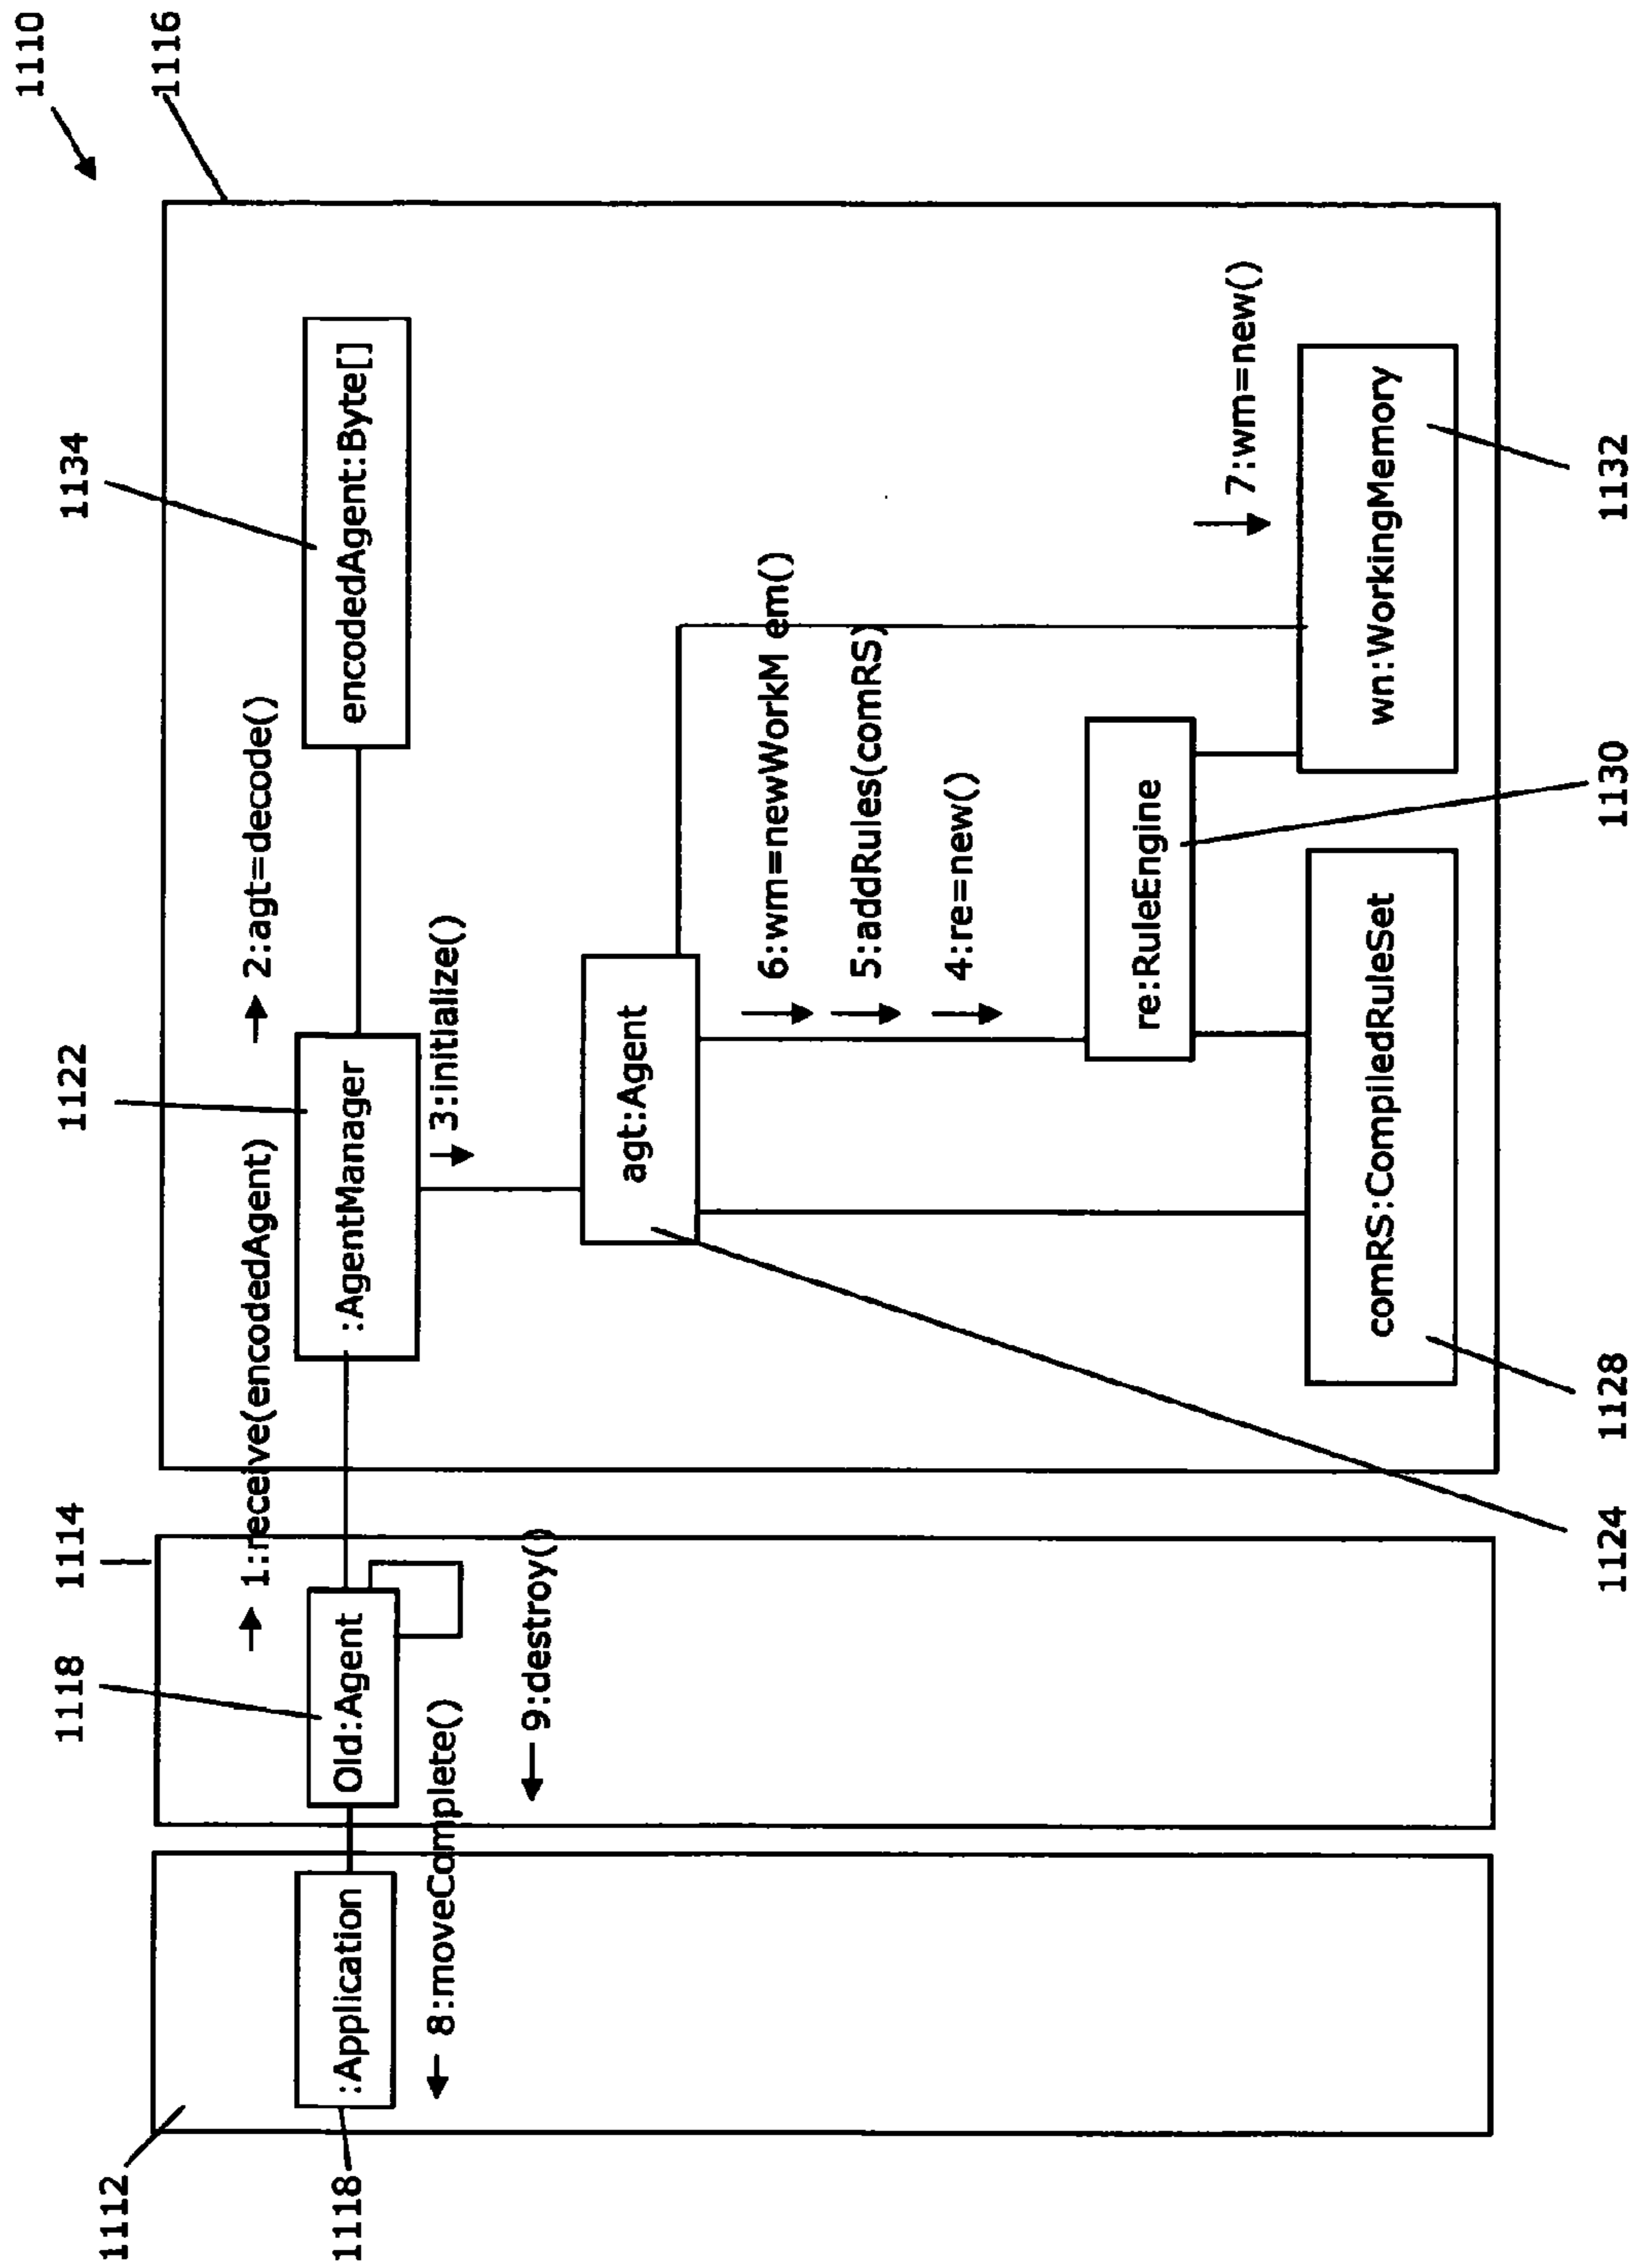 1110
1116
1134
1122
1114
1118
1112
1:receive(encodedAgent)
2:agt=decode()
:Application
Old:Agent
:AgentManager
encodedAgent:Byte[]
8:moveComplete()
3:initialize()
9:destroy()
agt:Agent
6:wm=newWorkM em()
5:addRules(comRS)
4:re=new()
re:RuleEngine
7:wm=new()
comRS:CompiledRuleSet
wn:WorkingMemory
1118
1124
1128
1130
1132